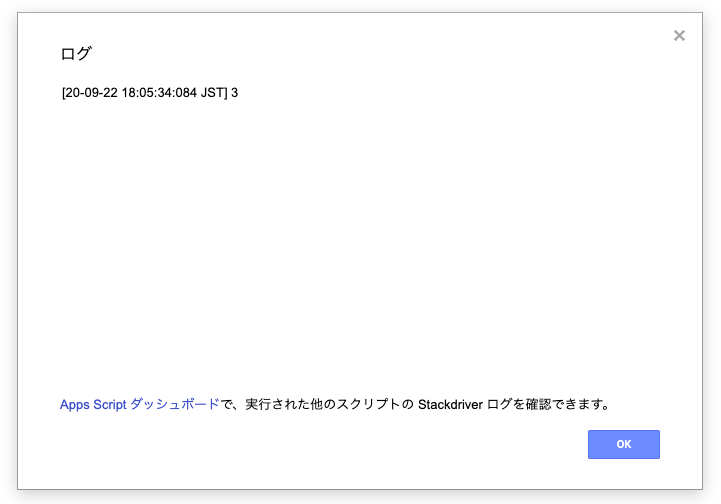 ログ
[20-09-22 18:05:34:084 JST] 3
Apps Script ダッシュボードで、実行された他のスクリプトの Stackdriver ログを確認できます。
OK